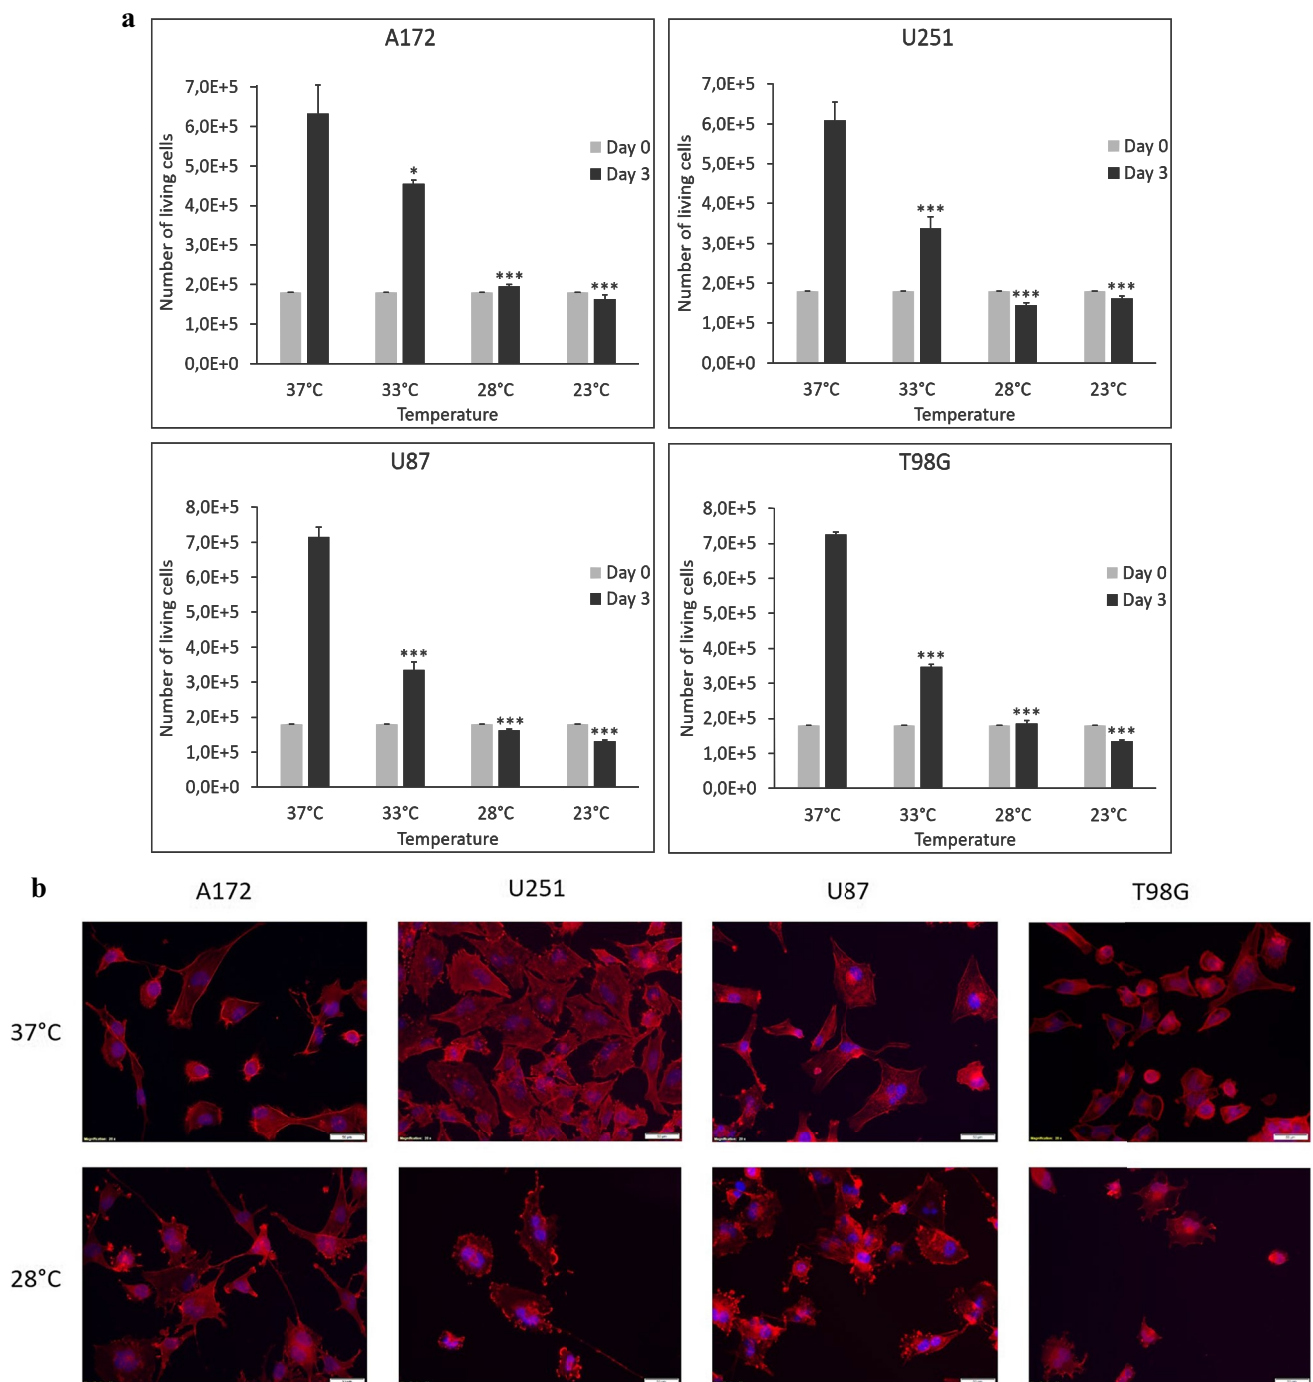 a
A172
Number of living cells
7,0E+5
6,0E+5
5,0E+5
4,0E+5
3,0E+5
2,0E+5
1,0E+5
0,0E+0
*
***
***
Day 0
Day 3
37°C 33°C 28°C 23°C
Temperature
U251
Number of living cells
7,0E+5
6,0E+5
5,0E+5
4,0E+5
3,0E+5
2,0E+5
1,0E+5
0,0E+0
***
***
***
Day 0
Day 3
37°C 33°C 28°C 23°C
Temperature
U87
Number of living cells
8,0E+5
7,0E+5
6,0E+5
5,0E+5
4,0E+5
3,0E+5
2,0E+5
1,0E+5
0,0E+0
***
***
***
Day 0
Day 3
37°C 33°C 28°C 23°C
Temperature
T98G
Number of living cells
8,0E+5
7,0E+5
6,0E+5
5,0E+5
4,0E+5
3,0E+5
2,0E+5
1,0E+5
0,0E+0
***
***
***
Day 0
Day 3
37°C 33°C 28°C 23°C
Temperature
b
A172 U251 U87 T98G
37°C
28°C